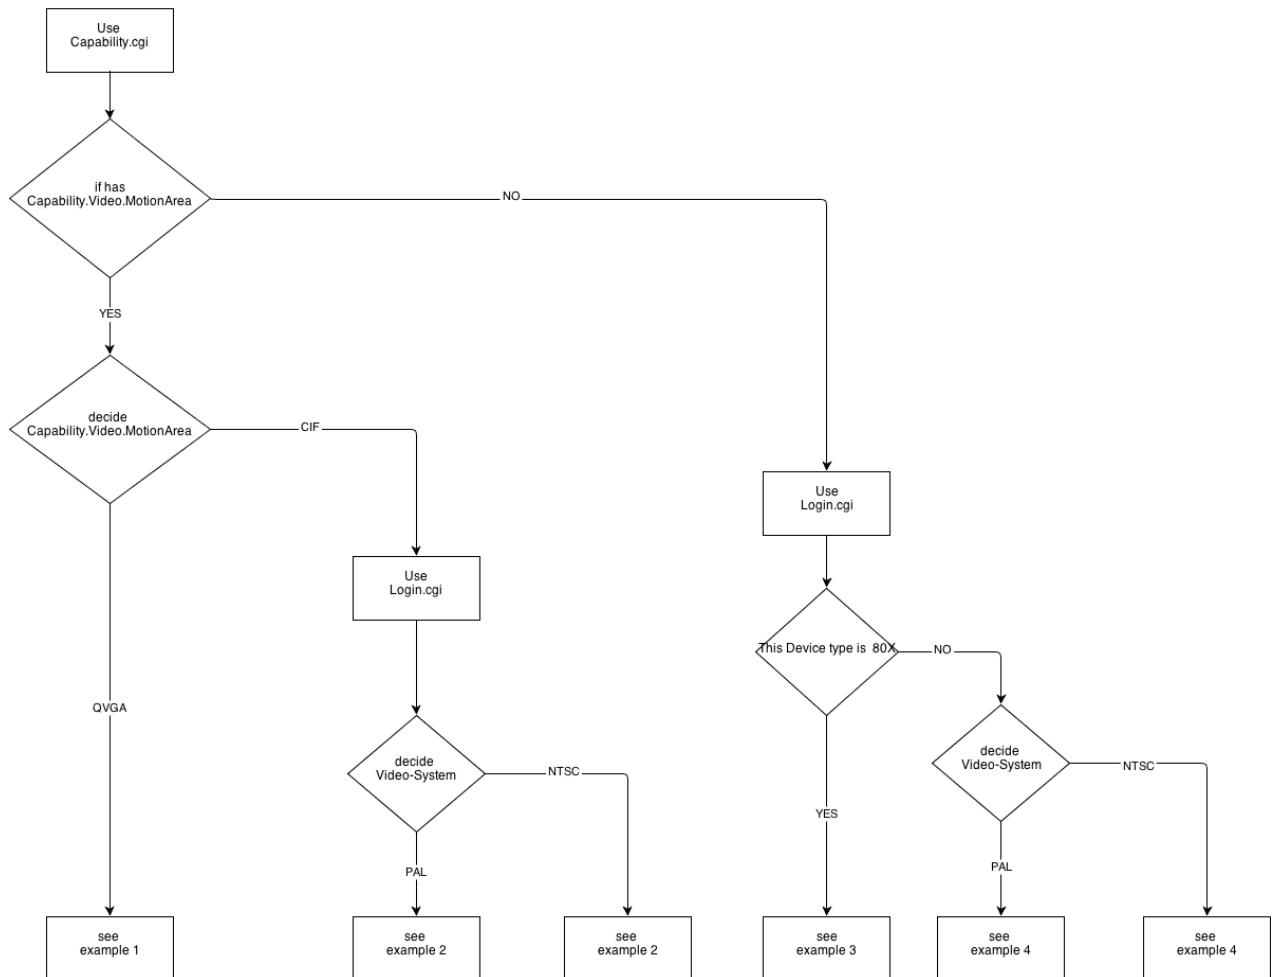 Use
Capability.cgi
if has
Capability.Video.MotionArea
NO
YES
decide
Capability.Video.MotionArea
CIF
Use
Login.cgi
Use
Login.cgi
This Device type is 80X
NO
QVGA
decide
Video-System
NTSC
decide
Video-System
NTSC
YES
PAL
PAL
see
example 1
see
example 2
see
example 2
see
example 3
see
example 4
see
example 4